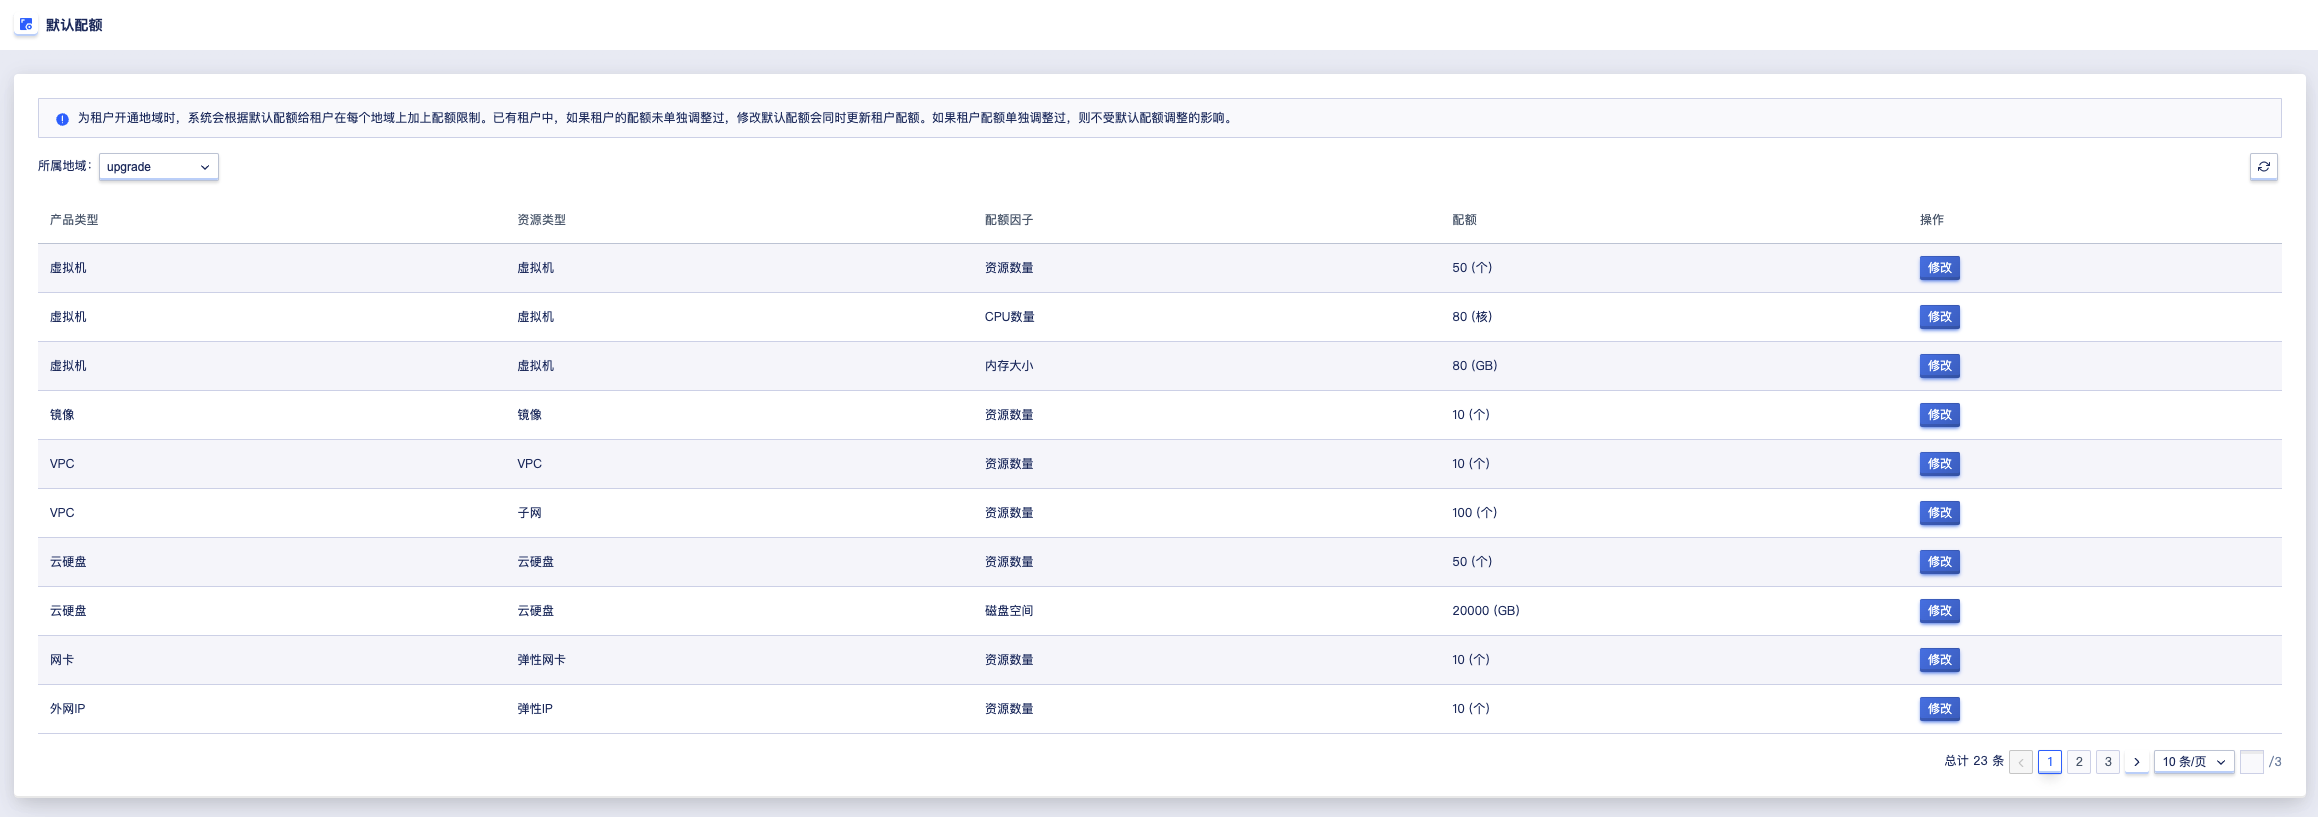 默认配额
为租户开通地域时，系统会根据默认配额给租户在每个地域上加上配额限制。已有租户中，如果租户的配额未单独调整过，修改默认配额会同时更新租户配额。如果租户配额单独调整过，则不受默认配额调整的影响。
所属地域： upgrade
产品类型 资源类型 配额因子 配额 操作
虚拟机 虚拟机 资源数量 50 (个) 修改
虚拟机 虚拟机 CPU数量 80 (核) 修改
虚拟机 虚拟机 内存大小 80 (GB) 修改
镜像 镜像 资源数量 10 (个) 修改
VPC VPC 资源数量 10 (个) 修改
VPC 子网 资源数量 100 (个) 修改
云硬盘 云硬盘 资源数量 50 (个) 修改
云硬盘 云硬盘 磁盘空间 20000 (GB) 修改
网卡 弹性网卡 资源数量 10 (个) 修改
外网IP 弹性IP 资源数量 10 (个) 修改
总计 23 条 1 2 3 10 条/页 /3